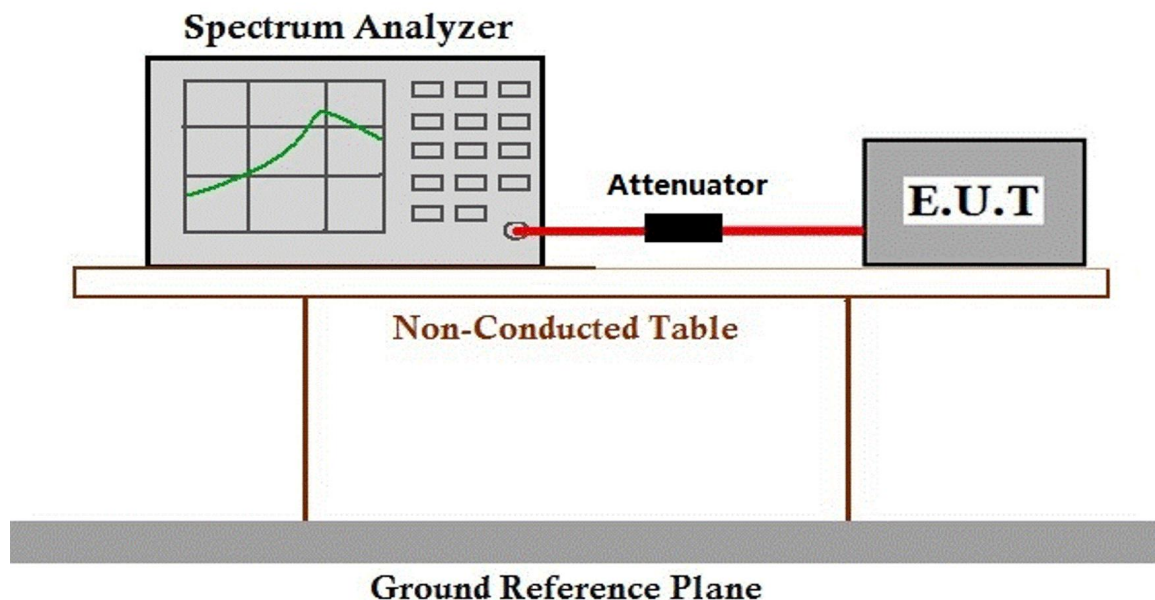 Spectrum Analyzer
Attenuator
E.U.T
Non-Conducted Table
Ground Reference Plane